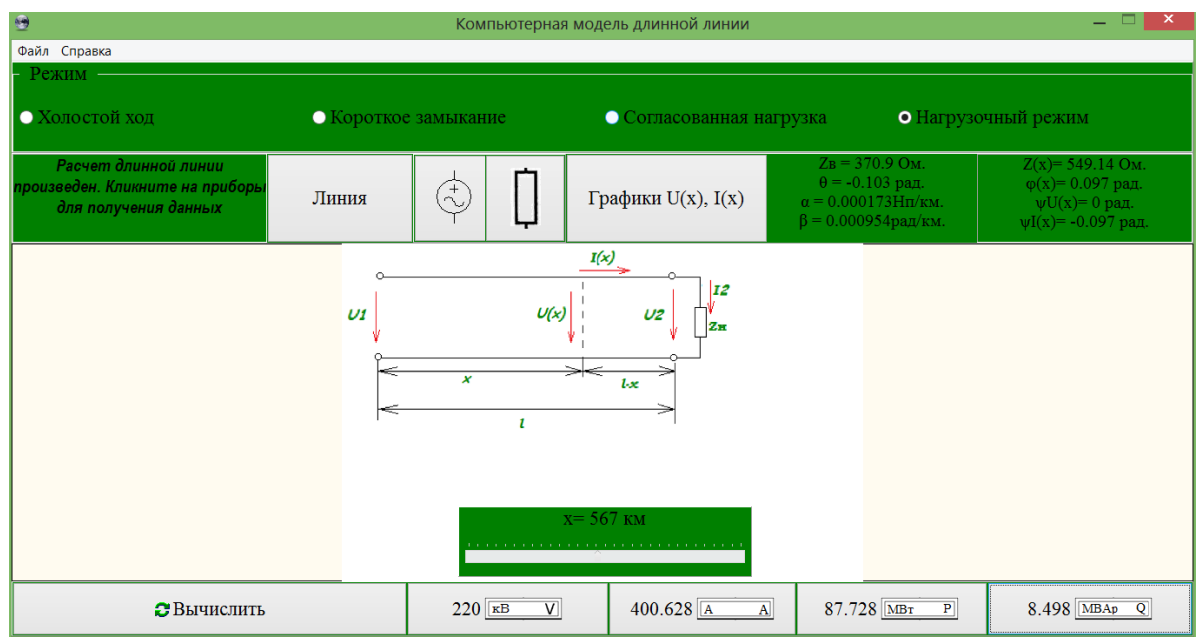 Компьютерная модель длинной линии
Файл Справка
Режим
Холостой ход Короткое замыкание Согласованная нагрузка Нагрузочный режим
Расчет длинной линии
произведен. Кликните на приборы
для получения данных
Линия
Графики U(x), I(x)
Zв = 370.9 Ом.
θ = -0.103 рад.
α = 0.000173Нп/км.
β = 0.000954рад/км.
Z(x)= 549.14 Ом.
φ(x)= 0.097 рад.
ψU(x)= 0 рад.
ψI(x)= -0.097 рад.
I(x)
I2
U1 U(x) U2 Zн
x l-x
l
x= 567 км
Вычислить
220 кВ V
400.628 А А
87.728 МВт P
8.498 МВАр Q